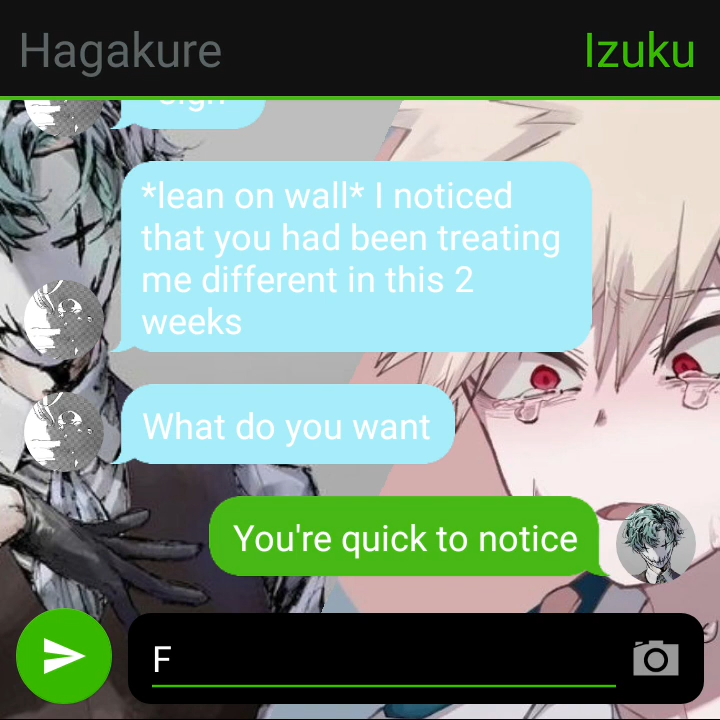 Hagakure
Izuku
*lean on wall* I noticed
that you had been treating
me different in this 2
weeks
What do you want
You're quick to notice
F